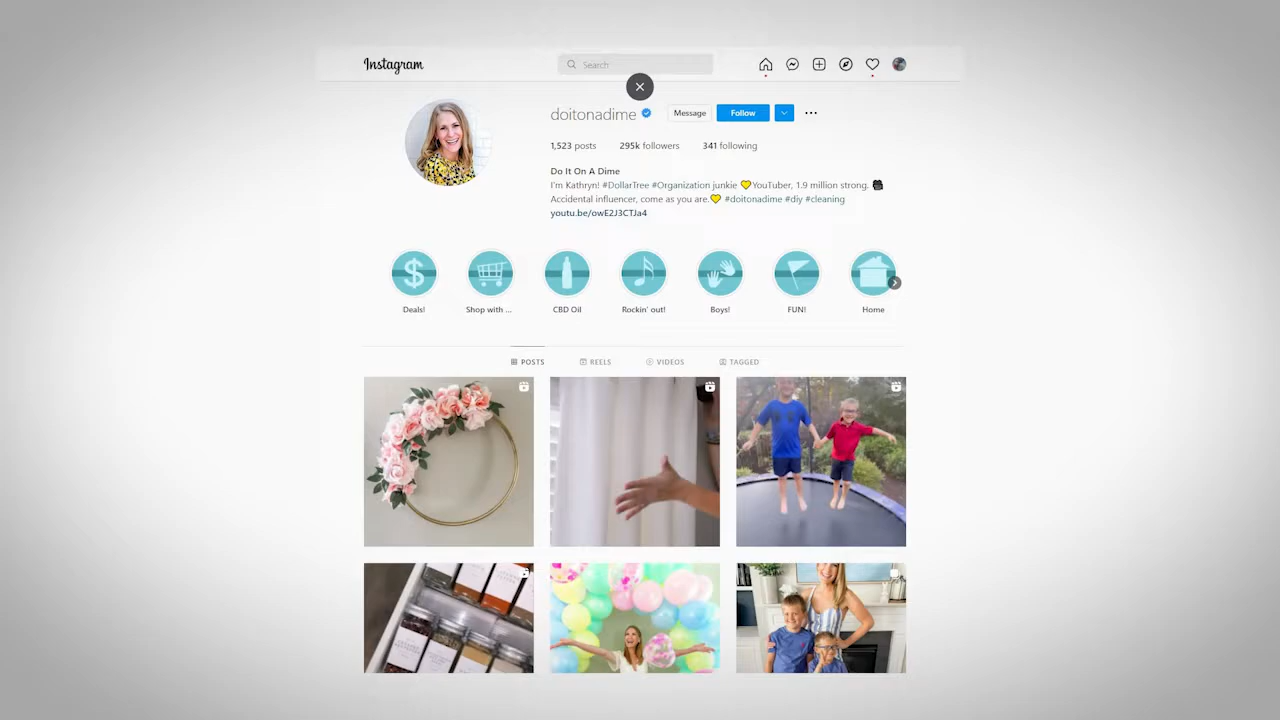 Instagram
Search
doitonadime
Message
Follow
1,523 posts 295k followers 341 following
Do It On A Dime
I'm Kathryn! #DollarTree #Organization junkie 💛YouTuber, 1.9 million strong.
Accidental influencer, come as you are.💛 #doitonadime #diy #cleaning
youtu.be/owE2J3CTJa4
Deals! Shop with ... CBD Oil Rockin' out! Boys! FUN! Home
POSTS REELS VIDEOS TAGGED